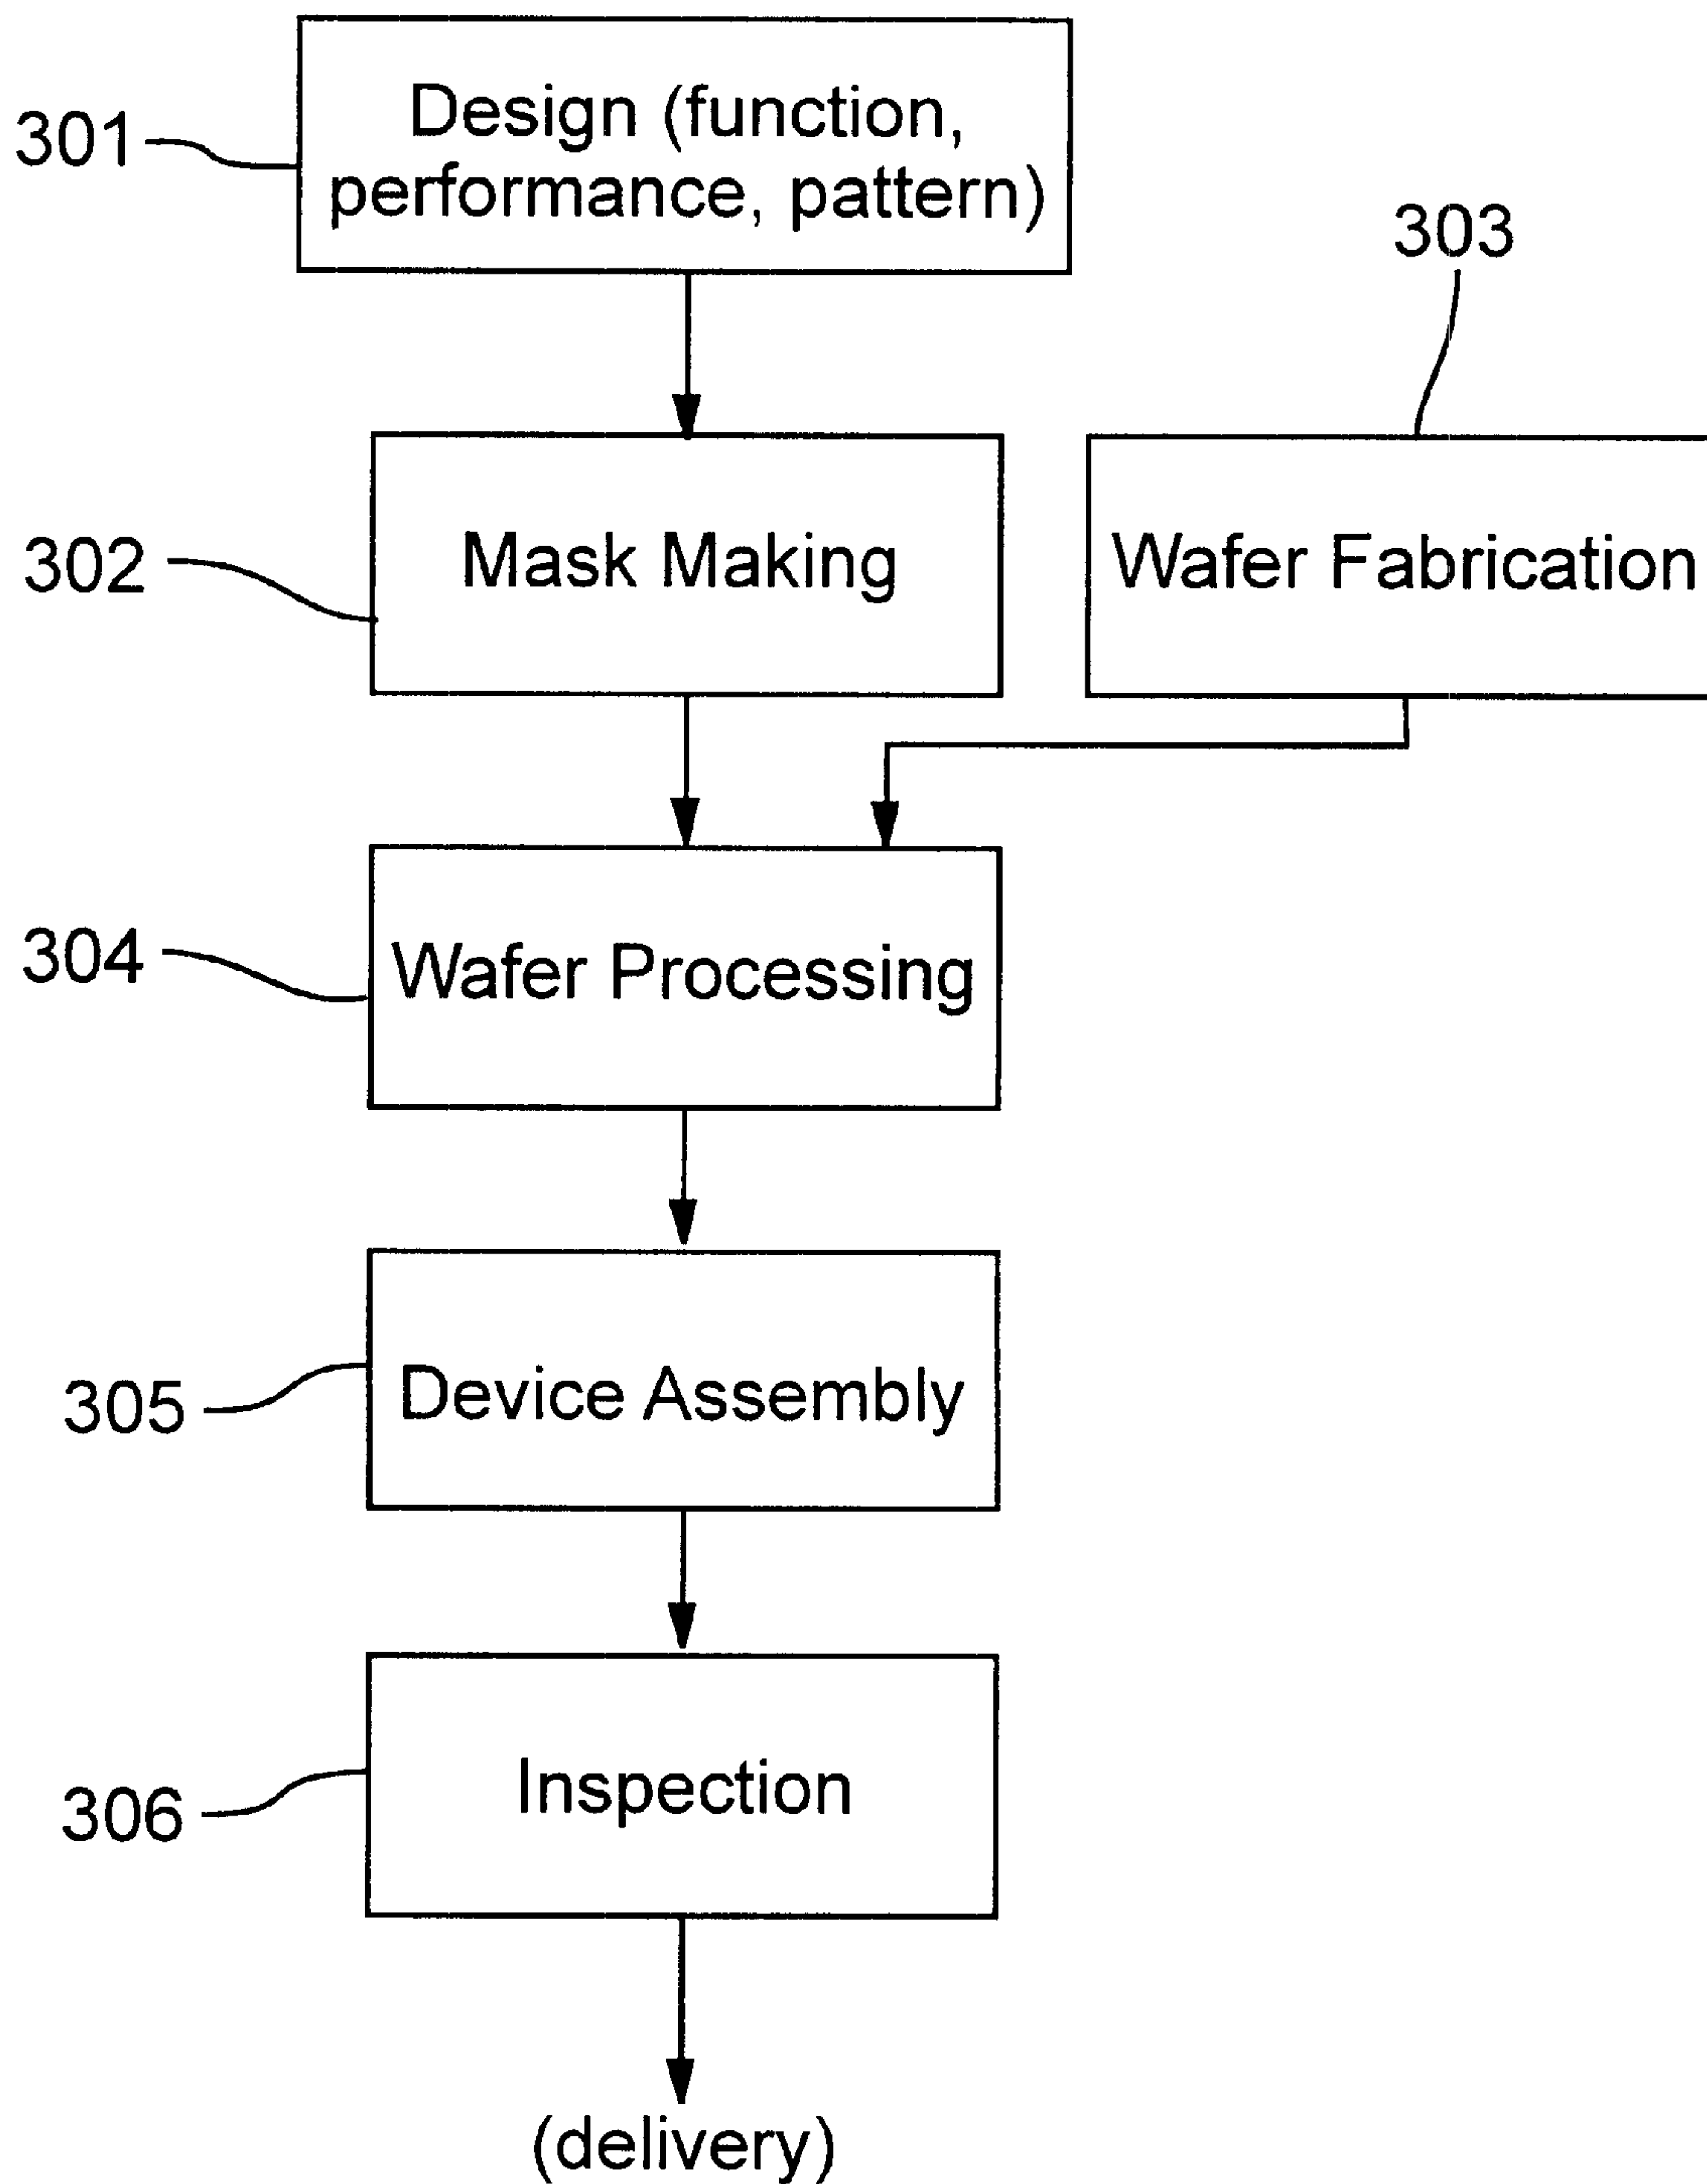 301
Design (function,
performance, pattern)
303
302
Mask Making
Wafer Fabrication
304
Wafer Processing
305
Device Assembly
306
Inspection
(delivery)